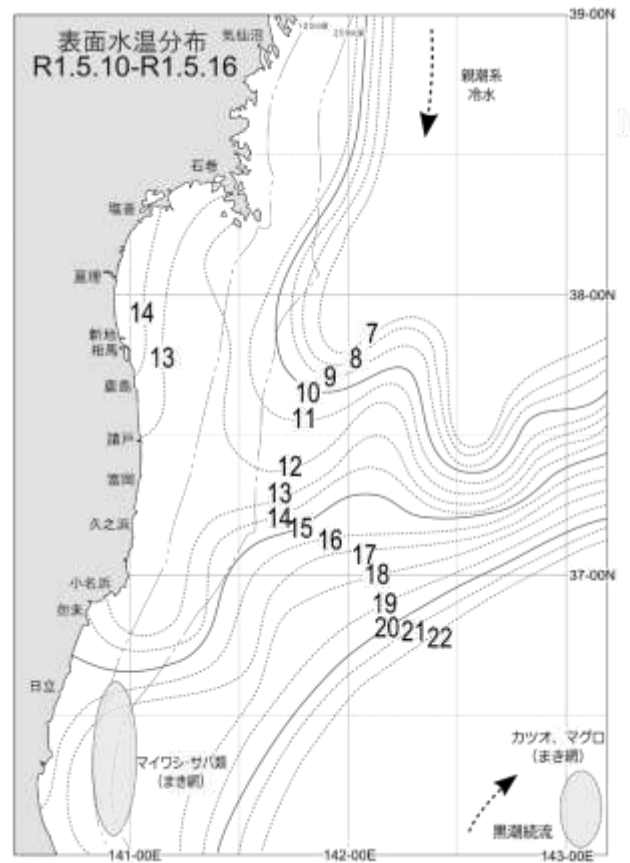 表面水温分布
R1.5.10-R1.5.16
39-00N
気仙沼
親潮系
冷水
石巻
塩釜
亘理
38-00N
14
新地
相馬
13
7
8
9
10
鹿島
11
請戸
12
富岡
13
14
15
久之浜
16
17
小名浜
18
37-00N
勿来
19
20
21
22
日立
カツオ、マグロ
(まき網)
マイワシ・サバ類
(まき網)
黒潮続流
141-00E
142-00E
143-00E